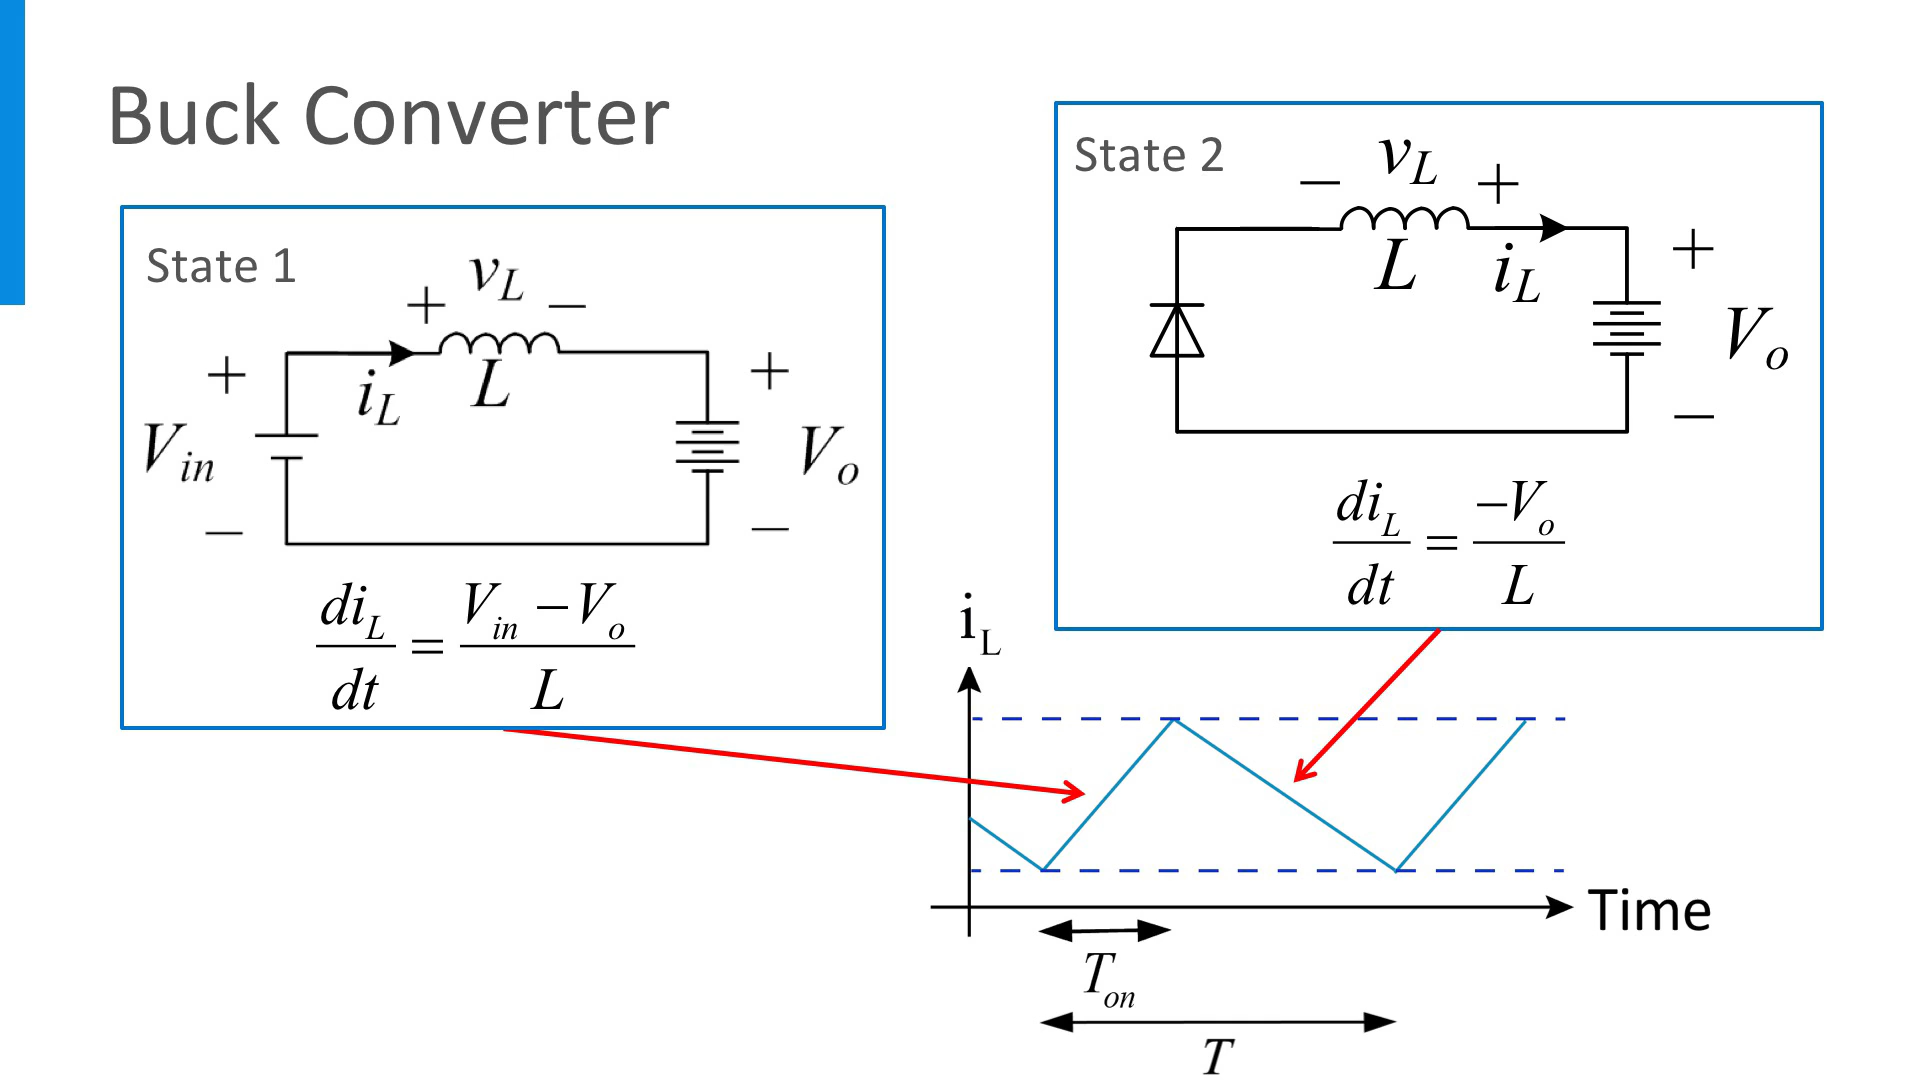 Buck Converter
State 1
+ v_L −
i_L L
+ V_in −
+ V_o −
di_L/dt = (V_in − V_o)/L
State 2
− v_L +
L i_L
+ V_o −
di_L/dt = −V_o/L
i_L
Time
T_on
T